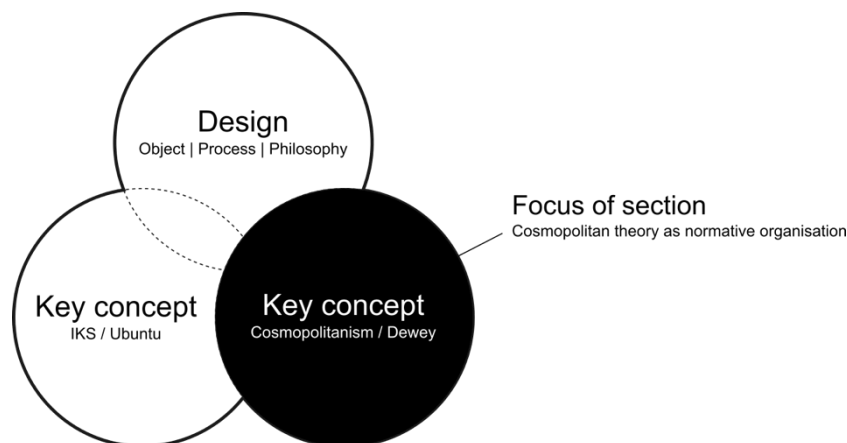 Design
Object | Process | Philosophy
Focus of section
Cosmopolitan theory as normative organisation
Key concept
IKS / Ubuntu
Key concept
Cosmopolitanism / Dewey